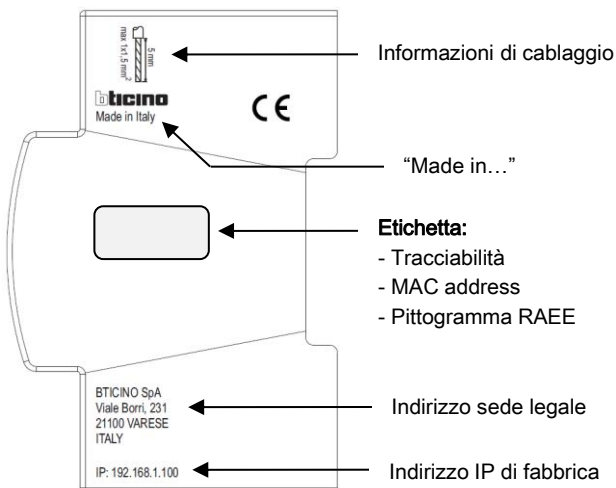 5 mm
max 1x1,5 mm²
Informazioni di cablaggio
bticino
CE
Made in Italy
“Made in…”
Etichetta:
- Tracciabilità
- MAC address
- Pittogramma RAEE
BTICINO SpA
Viale Borri, 231
21100 VARESE
ITALY
Indirizzo sede legale
IP: 192.168.1.100
Indirizzo IP di fabbrica